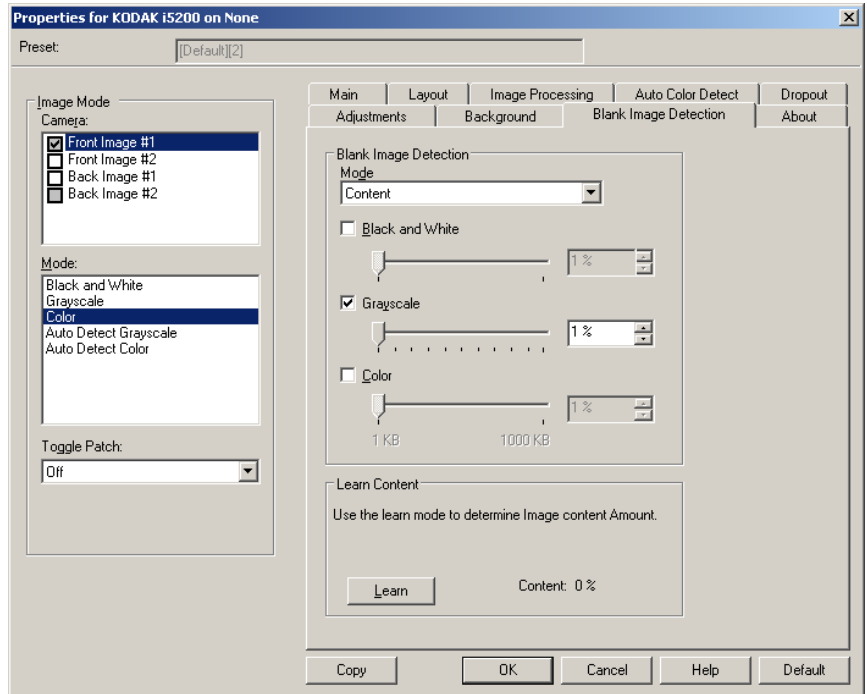 Properties for KODAK i5200 on None
Preset:
[Default][2]
Image Mode
Camera:
Front Image #1
Front Image #2
Back Image #1
Back Image #2
Mode:
Black and White
Grayscale
Color
Auto Detect Grayscale
Auto Detect Color
Toggle Patch:
Off
Main
Layout
Image Processing
Auto Color Detect
Dropout
Adjustments
Background
Blank Image Detection
About
Blank Image Detection
Mode
Content
Black and White
1 %
Grayscale
1 %
Color
1 %
1 KB
1000 KB
Learn Content
Use the learn mode to determine Image content Amount.
Learn
Content: 0 %
Copy
OK
Cancel
Help
Default